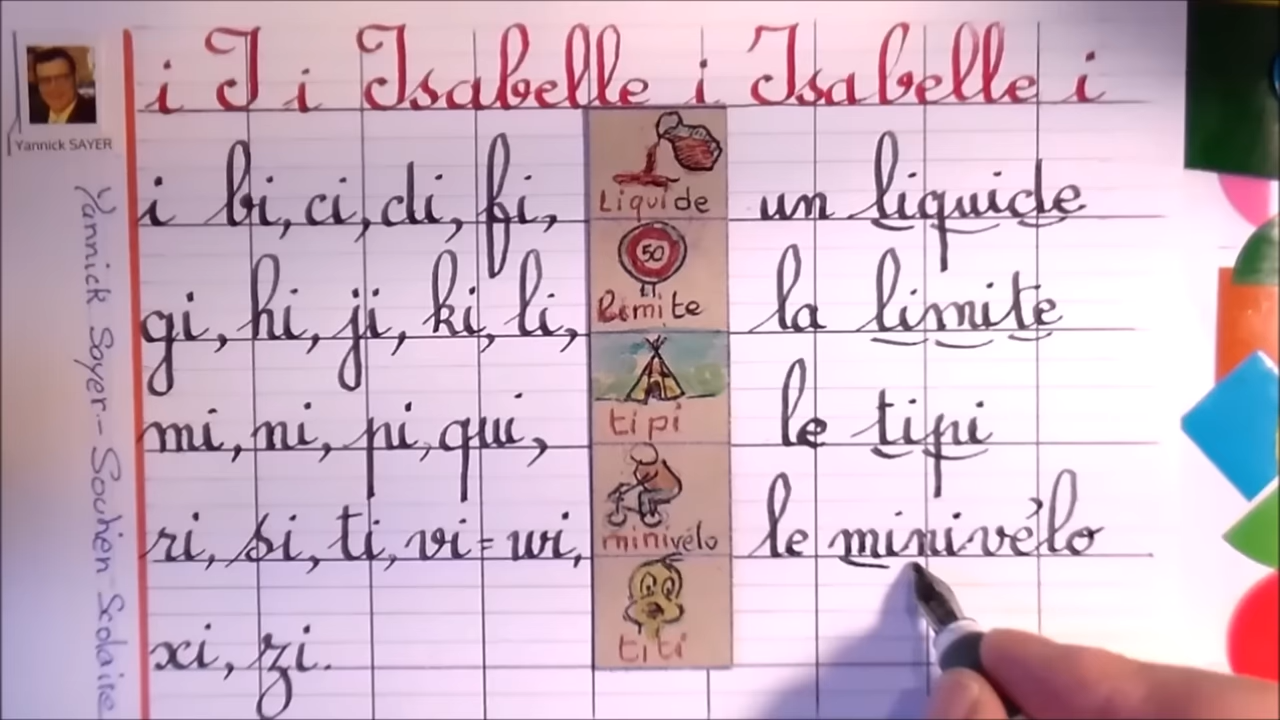 i I i Isabelle i Isabelle i
Yannick SAYER
Yannick Sayer - Soutien Scolaire
i bi, ci, di, fi,
gi, hi, ji, ki, li,
mi, ni, pi, qui,
ri, si, ti, vi = wi,
xi, zi.
Liquide
50
Limite
tipi
minivélo
titi
un liquide
la limite
le tipi
le minivélo